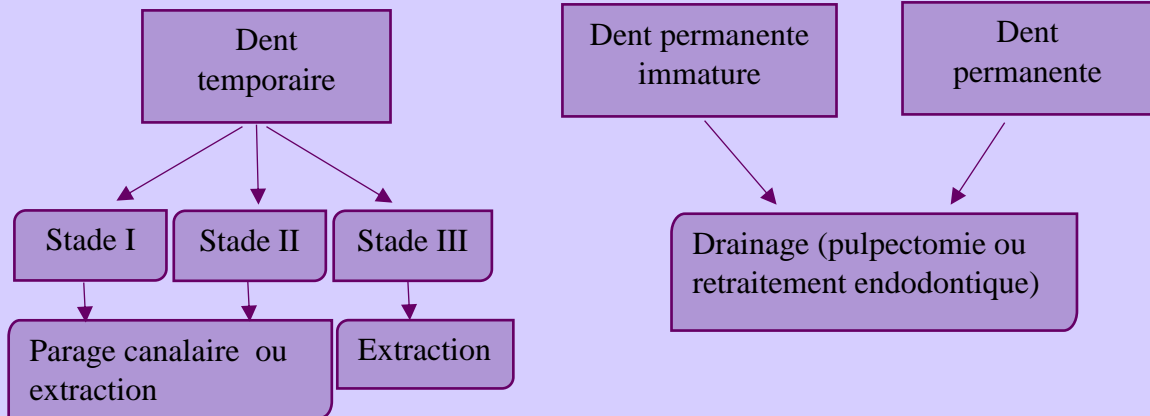 Dent
temporaire
Dent permanente
immature
Dent
permanente
Stade I
Stade II
Stade III
Drainage (pulpectomie ou
retraitement endodontique)
Parage canalaire ou
extraction
Extraction